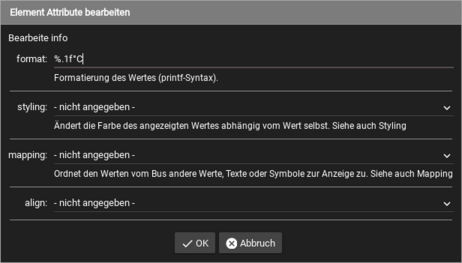 Element Attribute bearbeiten
Bearbeite info
format: %.1f°C
Formatierung des Wertes (printf-Syntax).
styling: - nicht angegeben -
Ändert die Farbe des angezeigten Wertes abhängig vom Wert selbst. Siehe auch Styling
mapping: - nicht angegeben -
Ordnet den Werten vom Bus andere Werte, Texte oder Symbole zur Anzeige zu. Siehe auch Mapping
align: - nicht angegeben -
OK Abbruch